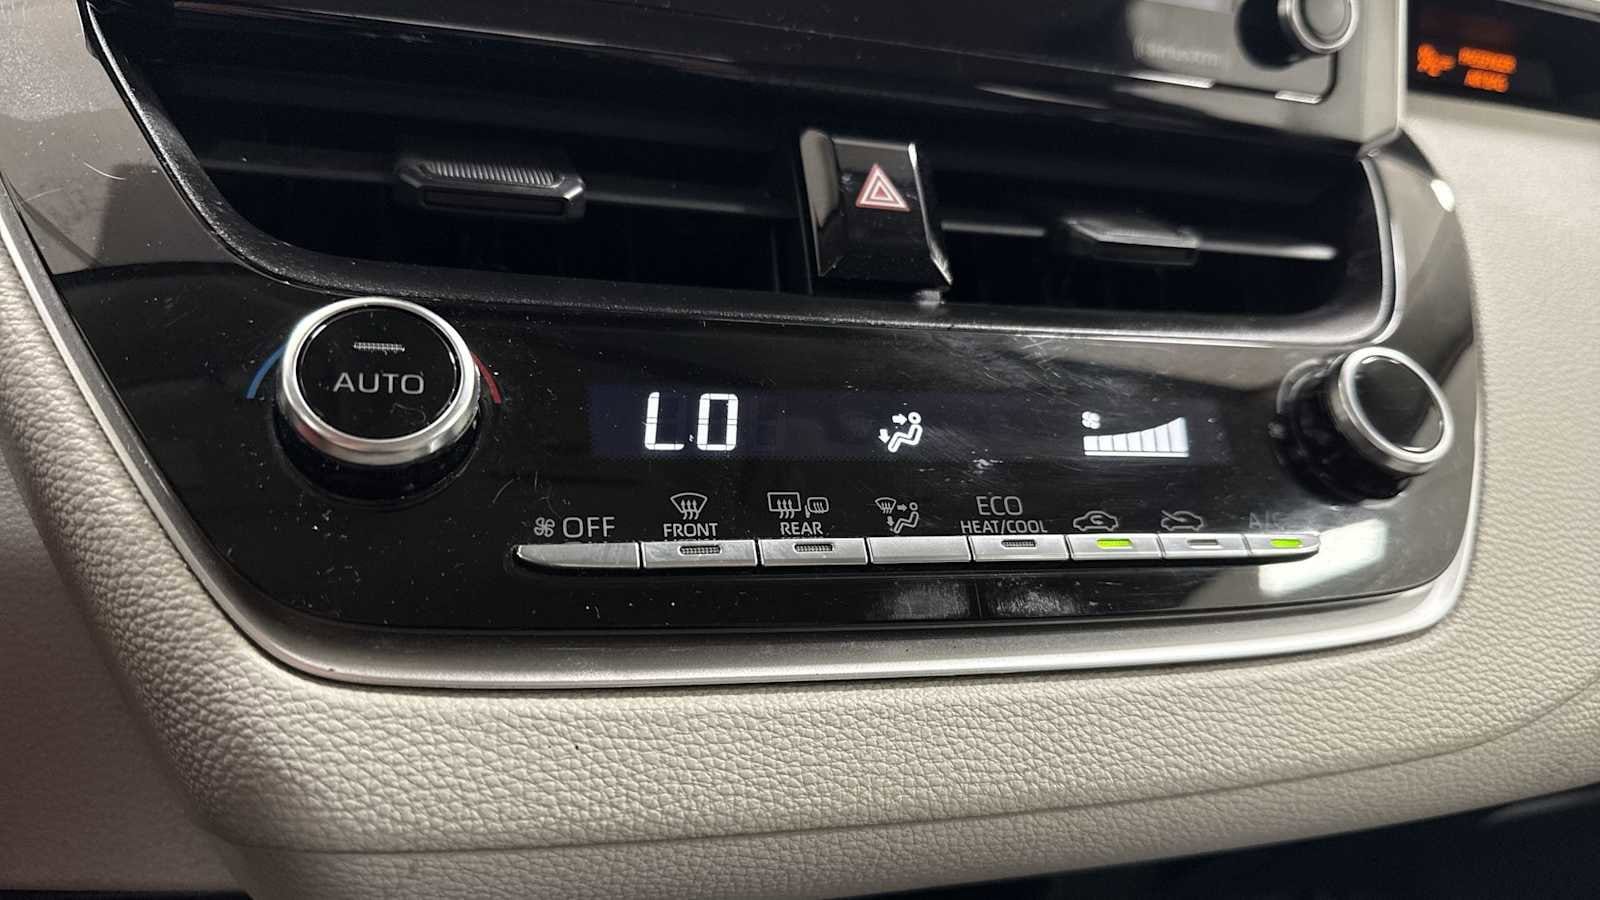 AUTO
LO
OFF
FRONT
REAR
ECO
HEAT/COOL
A/C